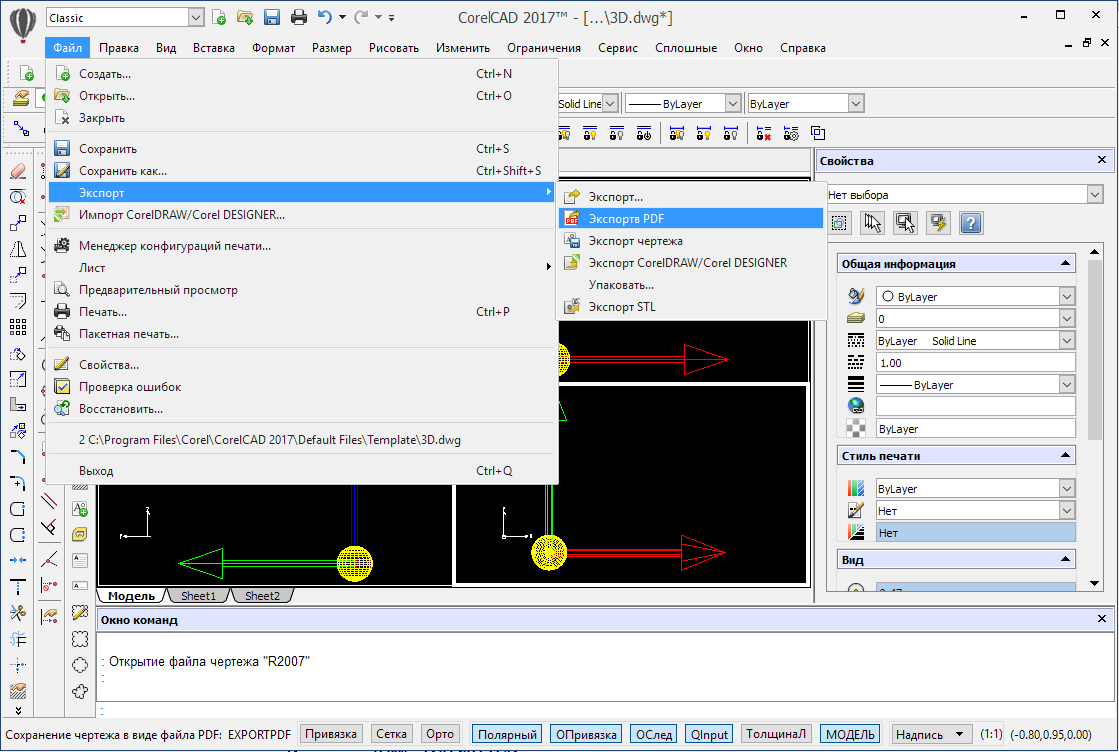 Classic
CorelCAD 2017™ - [...\3D.dwg*]
Файл Правка Вид Вставка Формат Размер Рисовать Изменить Ограничения Сервис Сплошные Окно Справка
Создать... Ctrl+N
Открыть... Ctrl+O
Закрыть
Solid Line ByLayer ByLayer
Сохранить Ctrl+S
Сохранить как... Ctrl+Shift+S
Экспорт
Импорт CorelDRAW/Corel DESIGNER...
Менеджер конфигураций печати...
Лист
Предварительный просмотр
Печать... Ctrl+P
Пакетная печать...
Свойства...
Проверка ошибок
Восстановить...
2 C:\Program Files\Corel\CorelCAD 2017\Default Files\Template\3D.dwg
Выход Ctrl+Q
Экспорт...
Экспортв PDF
Экспорт чертежа
Экспорт CorelDRAW/Corel DESIGNER
Упаковать...
Экспорт STL
Свойства
Нет выбора
Общая информация
ByLayer
0
ByLayer Solid Line
1.00
ByLayer
ByLayer
Стиль печати
ByLayer
Нет
Нет
Вид
Модель Sheet1 Sheet2
Окно команд
: Открытие файла чертежа "R2007"
:
:
Сохранение чертежа в виде файла PDF: EXPORTPDF Привязка Сетка Орто Полярный ОПривязка ОСлед QInput ТолщинаЛ МОДЕЛЬ Надпись (1:1) (-0.80,0.95,0.00)